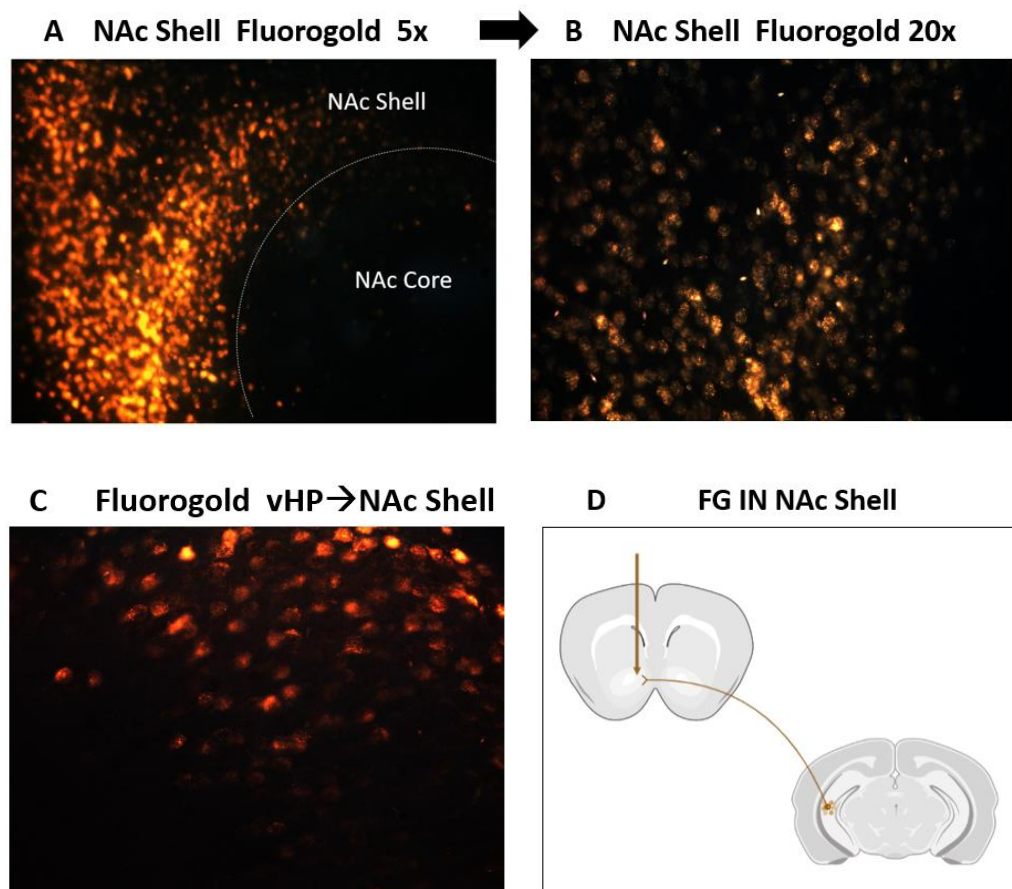 A NAc Shell Fluorogold 5x
B NAc Shell Fluorogold 20x
NAc Shell
NAc Core
C Fluorogold vHP→NAc Shell
D FG IN NAc Shell